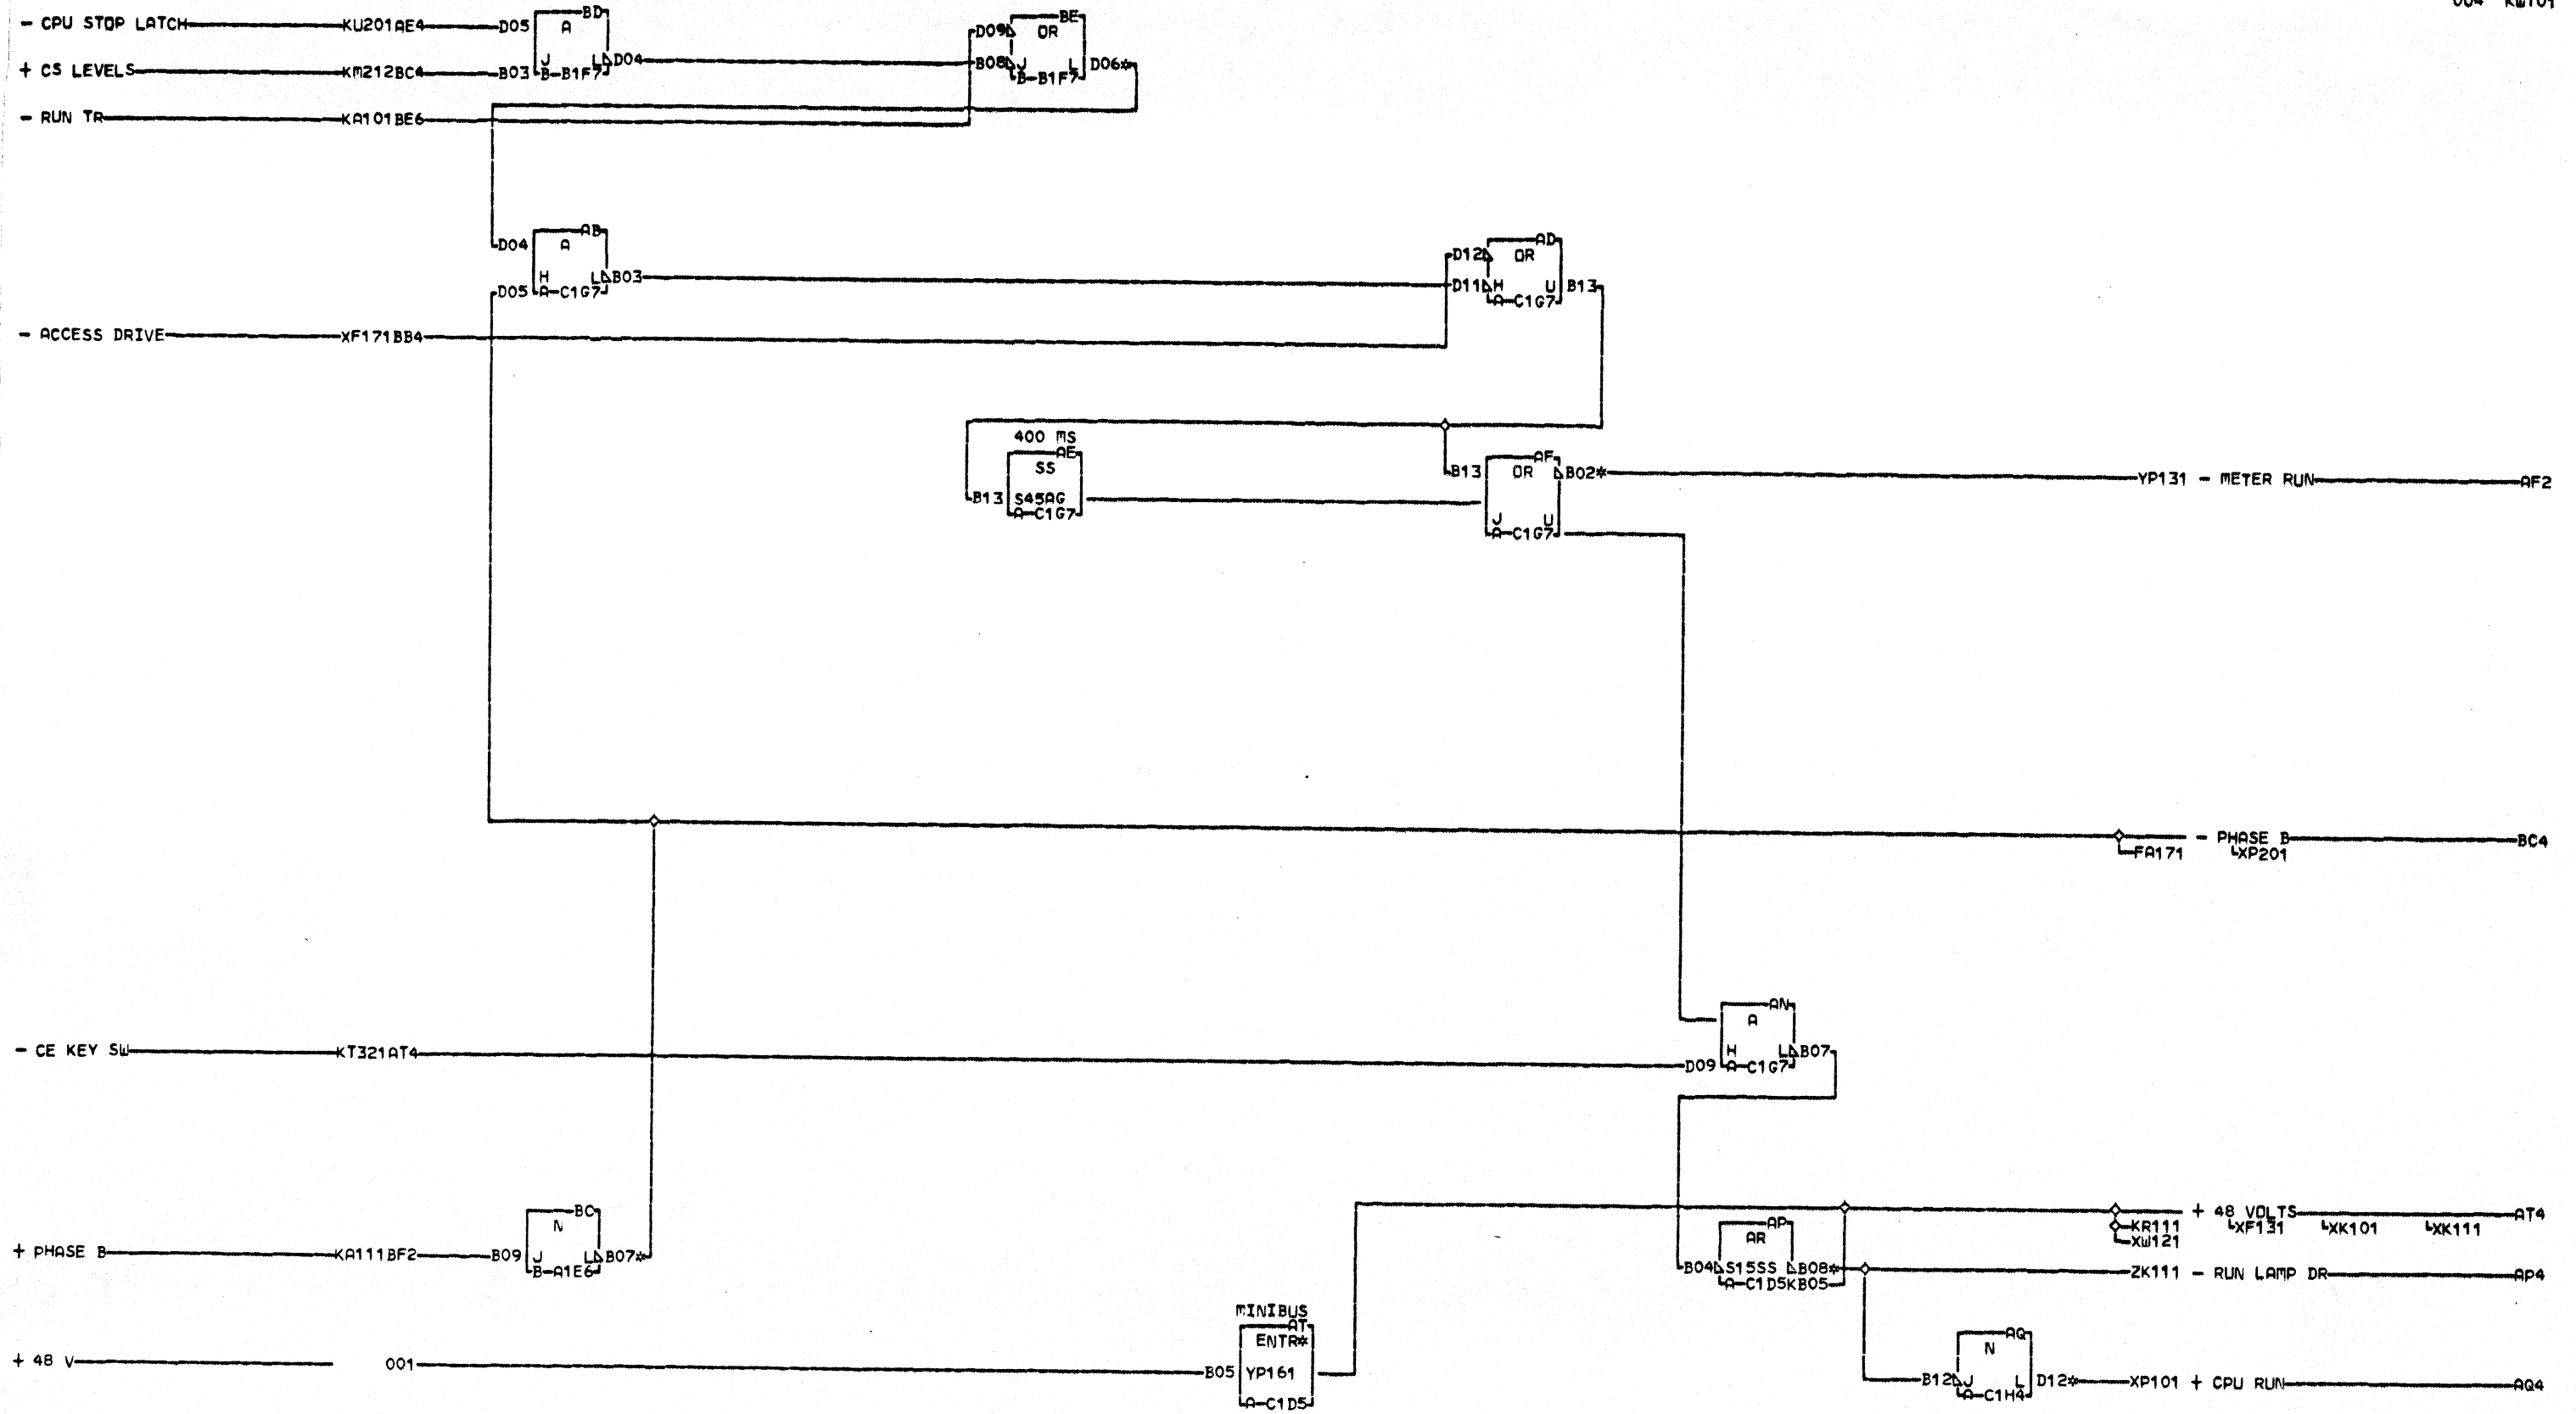 004 KW101
- CPU STOP LATCH KU201AE4 D05 A BD
+ CS LEVELS KM212BC4 B03 J L D04
B-B1F7
D09 OR BE
B08 J L D06*
B-B1F7
- RUN TR KA101BE6
D04 A AB
H L B03
D05 A-C1G7
D12 OR AD
D11 H U B13
A-C1G7
- ACCESS DRIVE XF171BB4
400 MS
SS AE
B13 S45AG
A-C1G7
B13 OR AF B02* YP131 - METER RUN AF2
J U
A-C1G7
- PHASE B BC4
FA171 XP201
AN
A
- CE KEY SW KT321AT4 H L B07
D09 A-C1G7
BC
N
+ PHASE B KA111BF2 B09 J L B07*
B-A1E6
+ 48 VOLTS AT4
KR111 XF131 XK101 XK111
XW121
AP
AR
B04 S15SS B08* ZK111 - RUN LAMP DR AP4
A-C1D5KB05
MINIBUS
AT
ENTR*
+ 48 V 001 B05 YP161
A-C1D5
AQ
N
B12 J L D12* XP101 + CPU RUN AQ4
A-C1H4